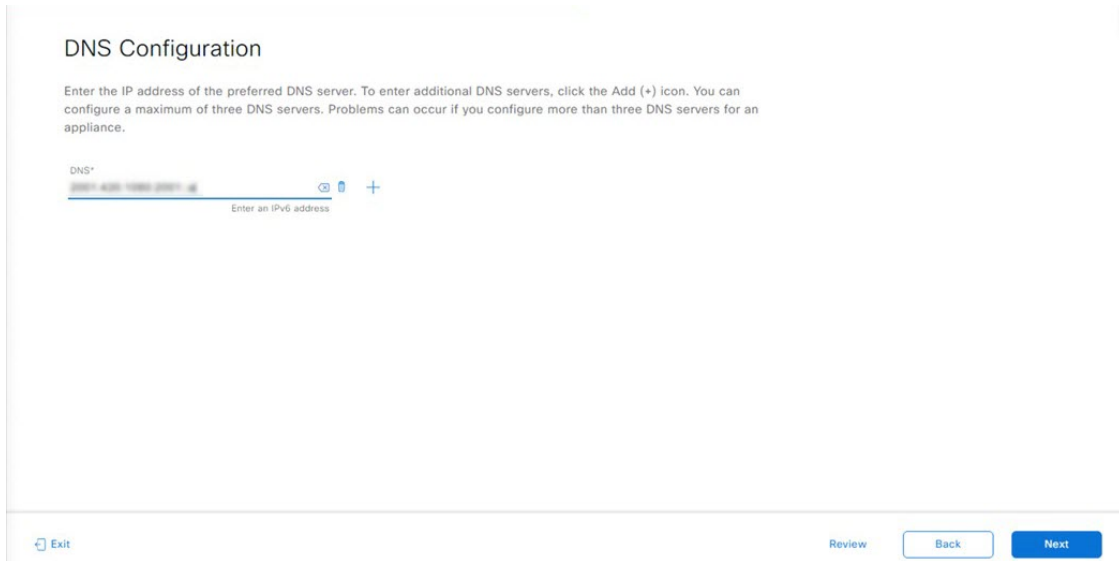 DNS Configuration
Enter the IP address of the preferred DNS server. To enter additional DNS servers, click the Add (+) icon. You can
configure a maximum of three DNS servers. Problems can occur if you configure more than three DNS servers for an
appliance.
DNS*
Enter an IPv6 address
Exit
Review
Back
Next